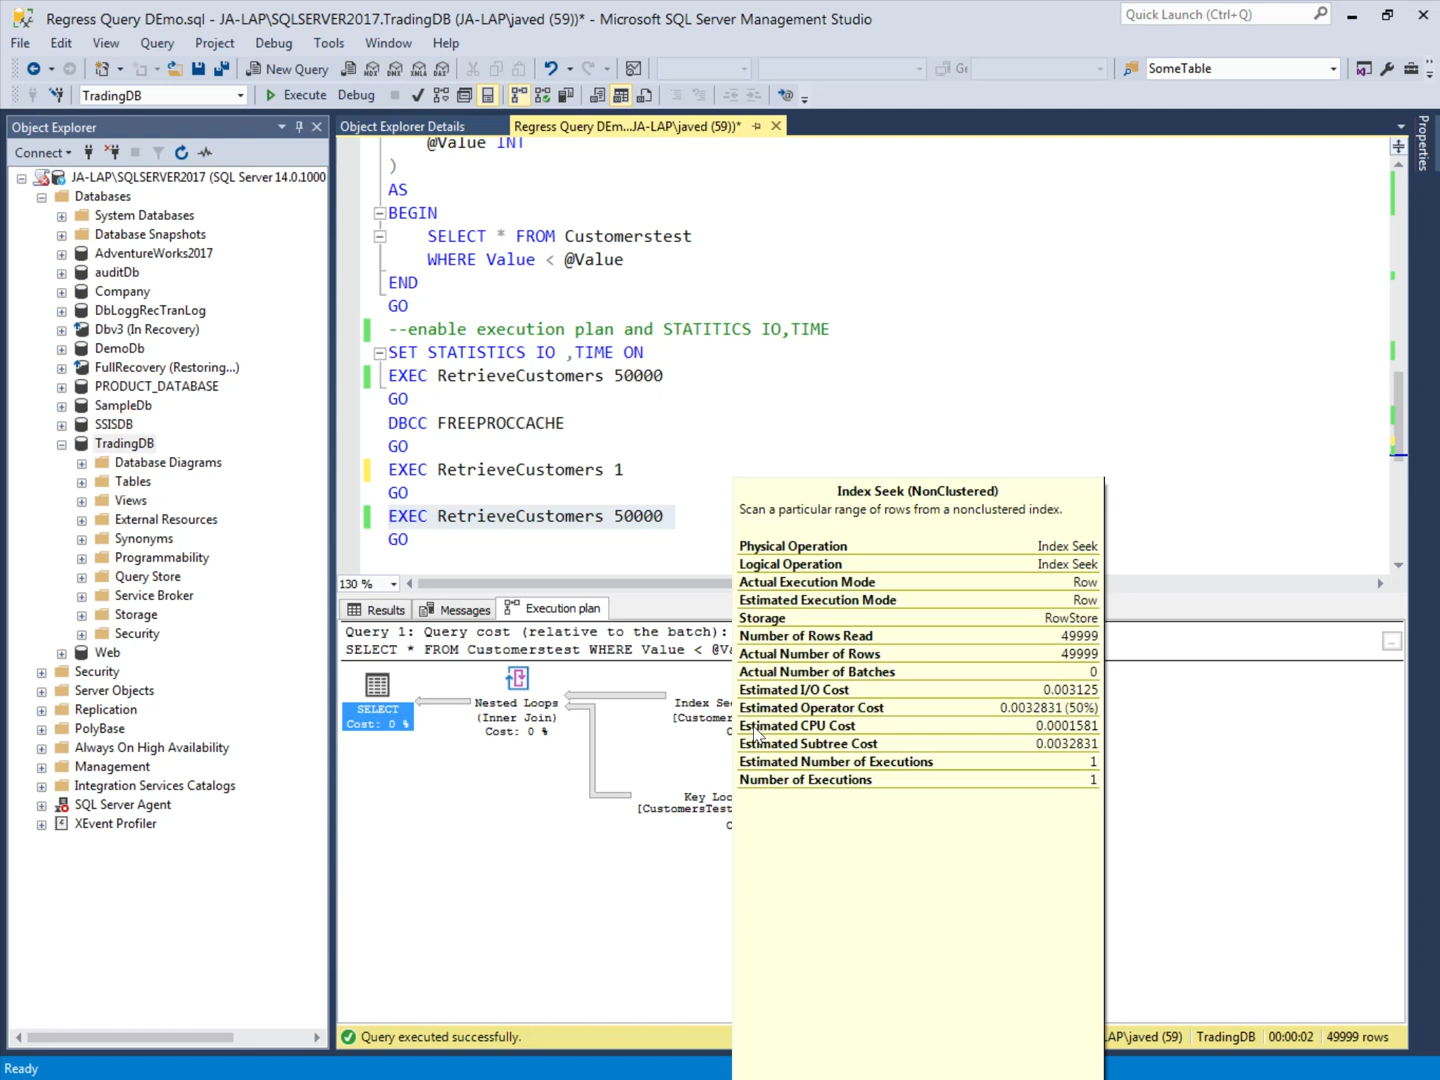 Regress Query DEmo.sql - JA-LAP\SQLSERVER2017.TradingDB (JA-LAP\javed (59))* - Microsoft SQL Server Management Studio
Quick Launch (Ctrl+Q)
File Edit View Query Project Debug Tools Window Help
New Query
SomeTable
TradingDB
Execute Debug
Object Explorer
Connect
JA-LAP\SQLSERVER2017 (SQL Server 14.0.1000
Databases
System Databases
Database Snapshots
AdventureWorks2017
auditDb
Company
DbLoggRecTranLog
Dbv3 (In Recovery)
DemoDb
FullRecovery (Restoring...)
PRODUCT_DATABASE
SampleDb
SSISDB
TradingDB
Database Diagrams
Tables
Views
External Resources
Synonyms
Programmability
Query Store
Service Broker
Storage
Security
Web
Security
Server Objects
Replication
PolyBase
Always On High Availability
Management
Integration Services Catalogs
SQL Server Agent
XEvent Profiler
Object Explorer Details
Regress Query DEm...JA-LAP\javed (59))*
Properties
@Value INT
)
AS
BEGIN
SELECT * FROM Customerstest
WHERE Value < @Value
END
GO
--enable execution plan and STATITICS IO,TIME
SET STATISTICS IO ,TIME ON
EXEC RetrieveCustomers 50000
GO
DBCC FREEPROCCACHE
GO
EXEC RetrieveCustomers 1
GO
EXEC RetrieveCustomers 50000
GO
130 %
Results Messages Execution plan
Query 1: Query cost (relative to the batch):
SELECT * FROM Customerstest WHERE Value < @Va
SELECT
Cost: 0 %
Nested Loops
(Inner Join)
Cost: 0 %
Index See
[Customer
Key Loo
[CustomersTest
Index Seek (NonClustered)
Scan a particular range of rows from a nonclustered index.
Physical Operation Index Seek
Logical Operation Index Seek
Actual Execution Mode Row
Estimated Execution Mode Row
Storage RowStore
Number of Rows Read 49999
Actual Number of Rows 49999
Actual Number of Batches 0
Estimated I/O Cost 0.003125
Estimated Operator Cost 0.0032831 (50%)
Estimated CPU Cost 0.0001581
Estimated Subtree Cost 0.0032831
Estimated Number of Executions 1
Number of Executions 1
Query executed successfully.
AP\javed (59) TradingDB 00:00:02 49999 rows
Ready